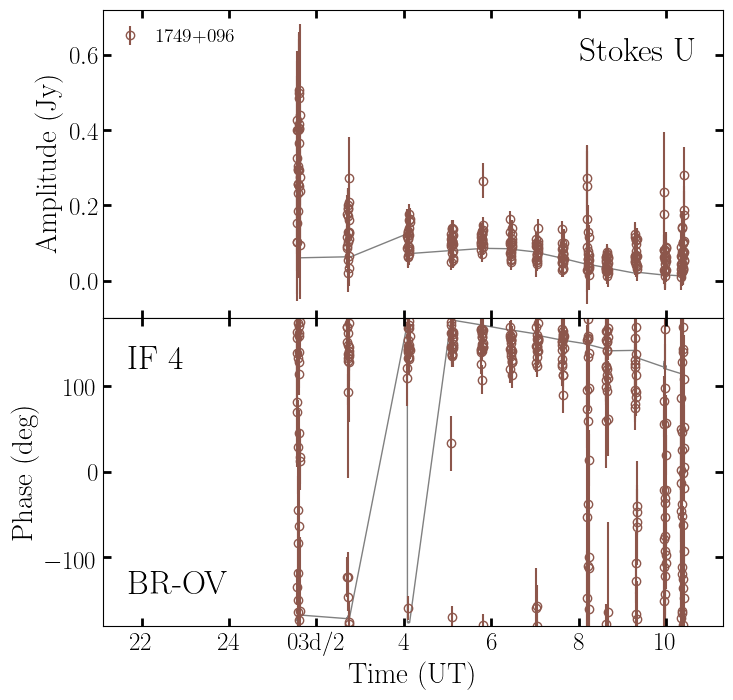 1749+096
Stokes U
Amplitude (Jy)
0.6
0.4
0.2
0.0
IF 4
BR-OV
Phase (deg)
100
0
−100
22 24 03d/2 4 6 8 10
Time (UT)